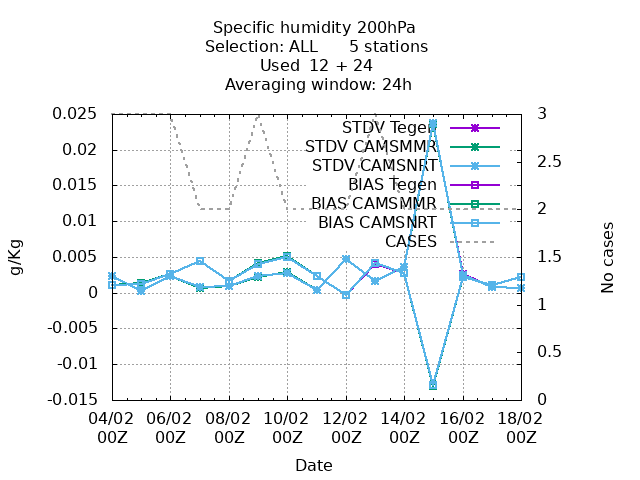 Specific humidity 200hPa
Selection: ALL 5 stations
Used 12 + 24
Averaging window: 24h
0.025
0.02
0.015
0.01
0.005
0
-0.005
-0.01
-0.015
g/Kg
STDV Tegen
STDV CAMSMMR
STDV CAMSNRT
BIAS Tegen
BIAS CAMSMMR
BIAS CAMSNRT
CASES
3
2.5
2
1.5
1
0.5
0
No cases
04/02 06/02 08/02 10/02 12/02 14/02 16/02 18/02
00Z 00Z 00Z 00Z 00Z 00Z 00Z 00Z
Date